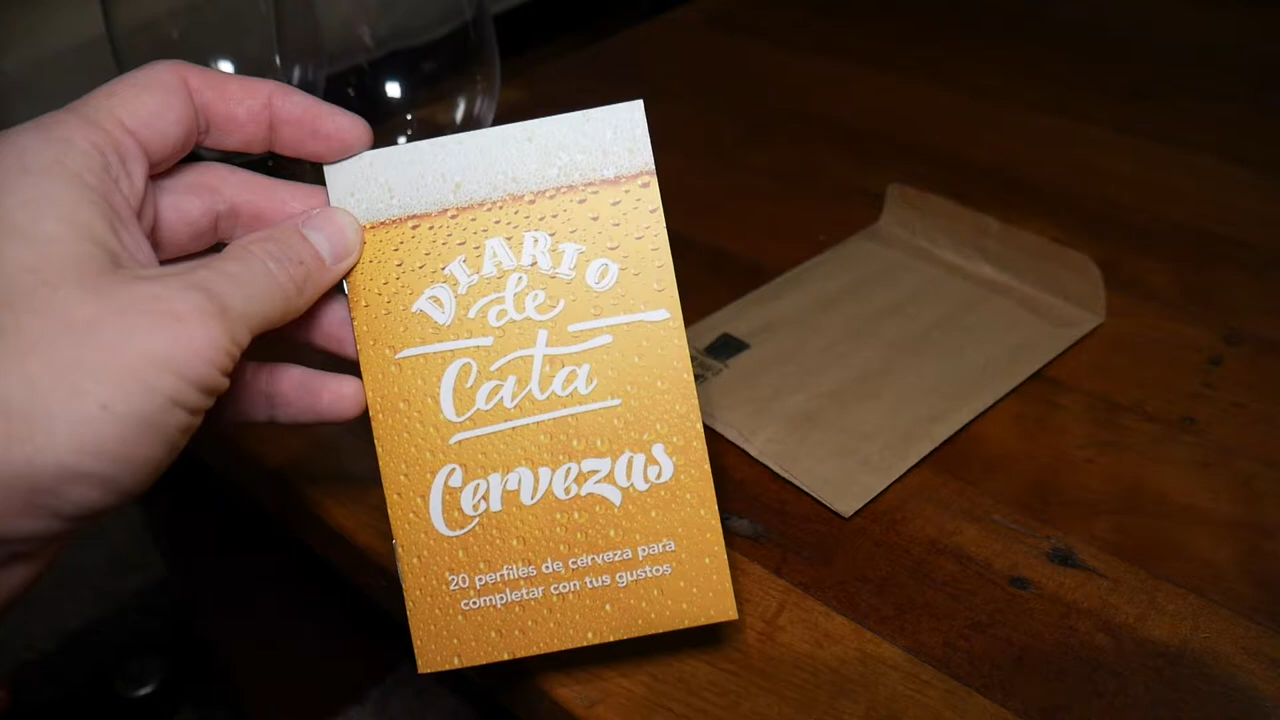 DIARIO
de
Cata
Cervezas
20 perfiles de cerveza para
completar con tus gustos